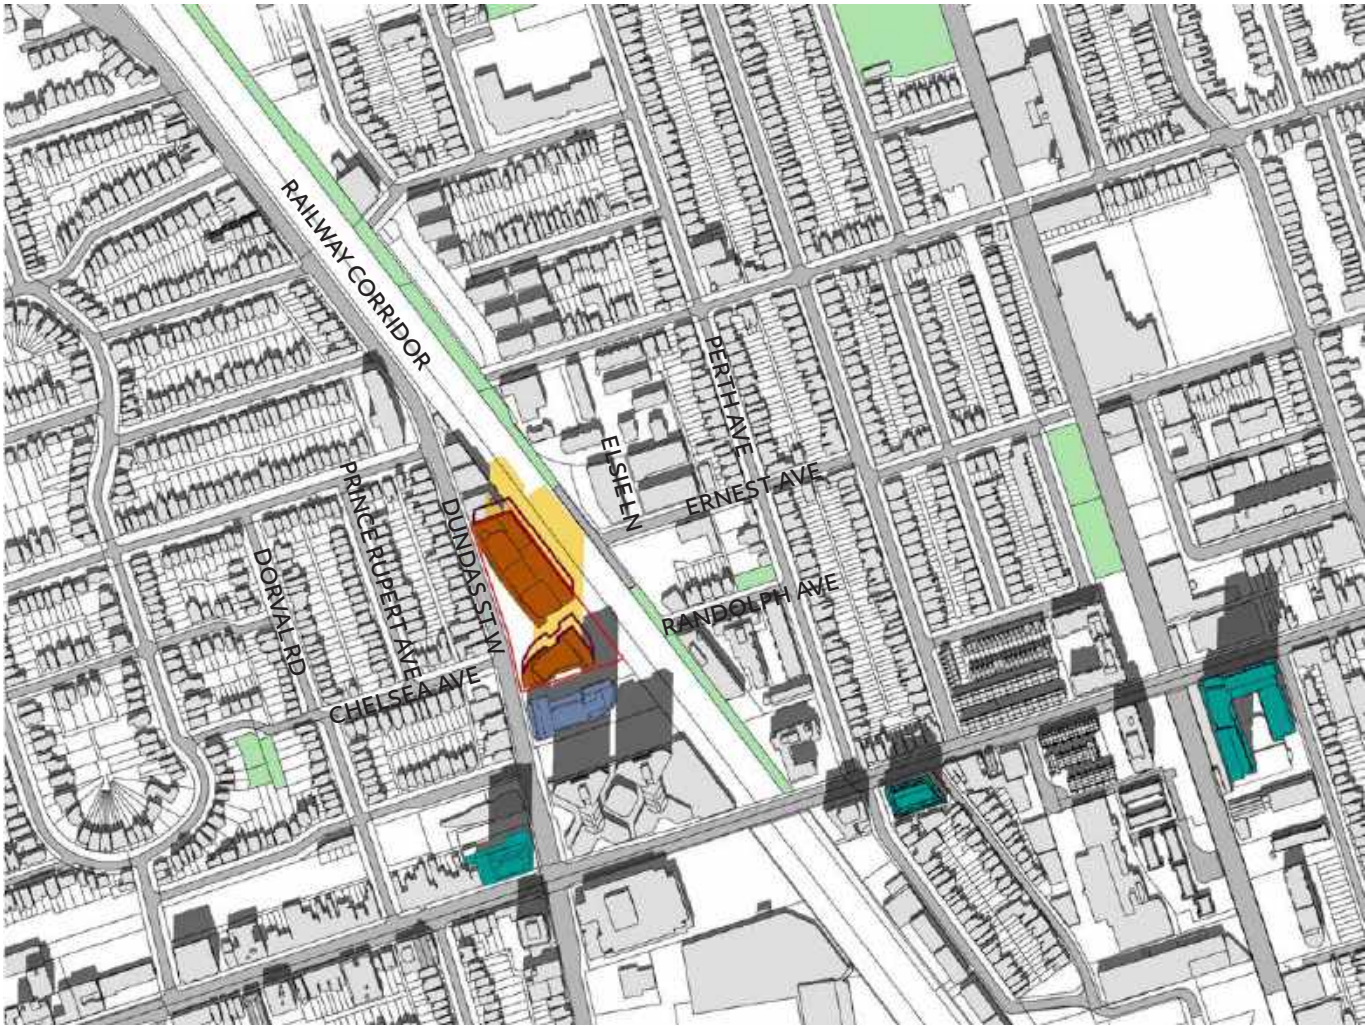 RAILWAY CORRIDOR
PERTH AVE
ELSIE LN
ERNEST AVE
PRINCE RUPERT AVE
DUNDAS ST W
DORVAL RD
RANDOLPH AVE
CHELSEA AVE